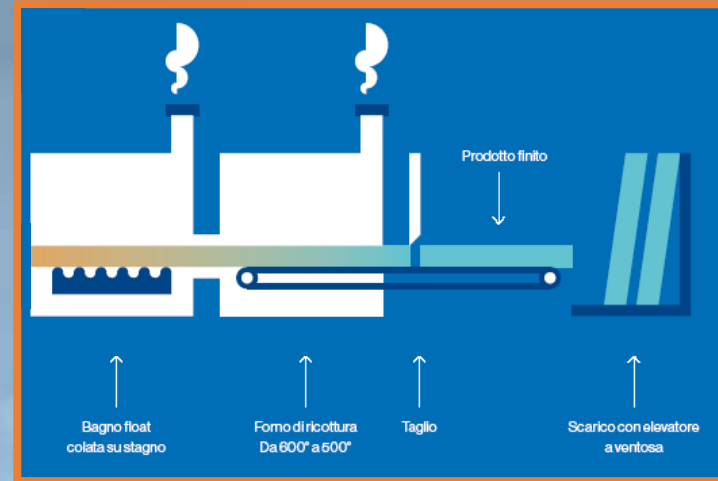 Prodotto finito
Bagno float
colata su stagno
Forno di ricottura
Da 600° a 500°
Taglio
Scarico con elevatore
a ventosa